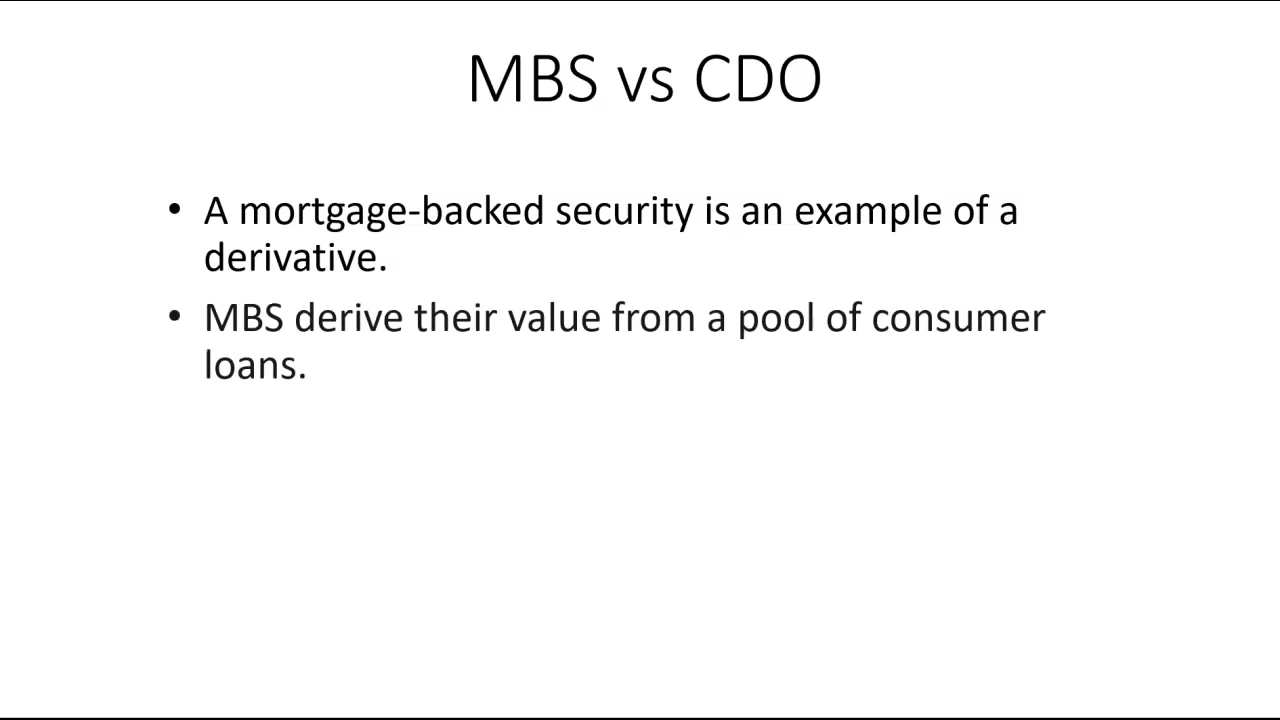 MBS vs CDO
• A mortgage-backed security is an example of a
derivative.
• MBS derive their value from a pool of consumer
loans.